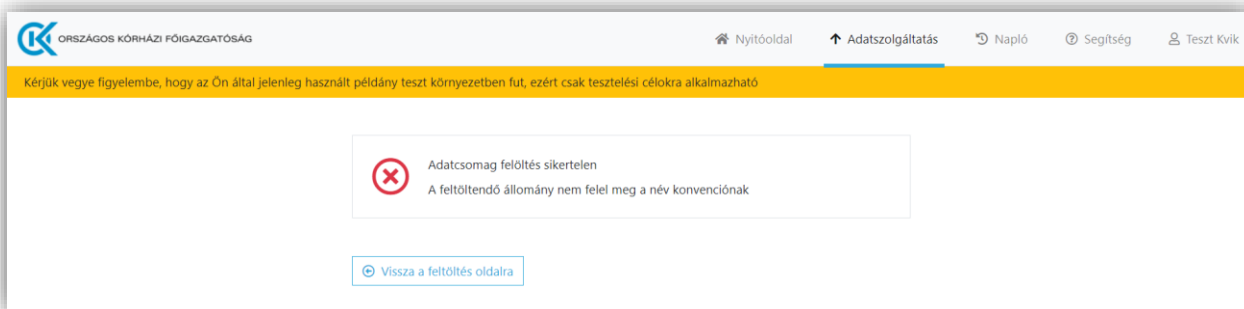 ORSZÁGOS KÓRHÁZI FŐIGAZGATÓSÁG
Nyitóoldal
Adatszolgáltatás
Napló
Segítség
Teszt Kvik
Kérjük vegye figyelembe, hogy az Ön által jelenleg használt példány teszt környezetben fut, ezért csak tesztelési célokra alkalmazható
Adatcsomag felöltés sikertelen
A feltöltendő állomány nem felel meg a név konvenciónak
Vissza a feltöltés oldalra